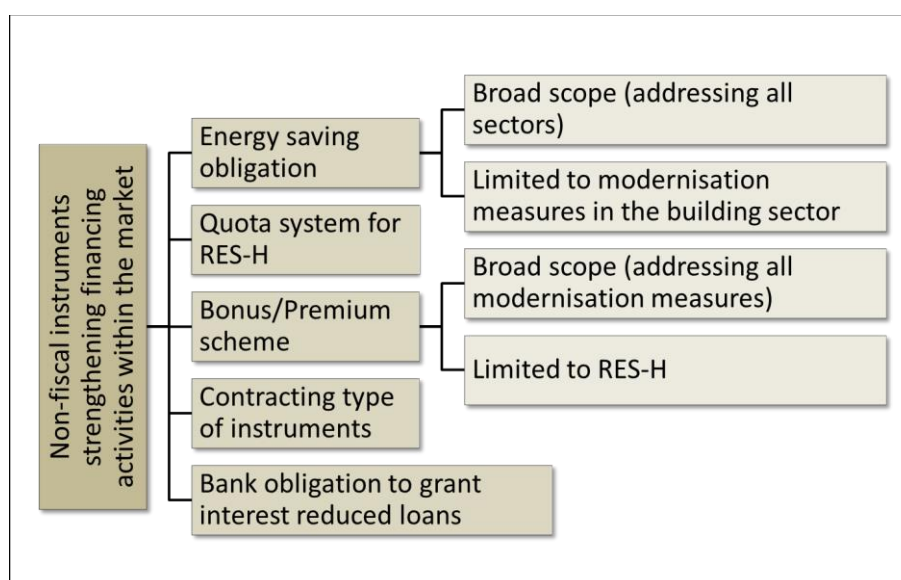 Non-fiscal instruments
strengthening financing
activities within the market
Energy saving
obligation
Broad scope (addressing all
sectors)
Limited to modernisation
measures in the building sector
Quota system for
RES-H
Bonus/Premium
scheme
Broad scope (addressing all
modernisation measures)
Limited to RES-H
Contracting type
of instruments
Bank obligation to grant
interest reduced loans